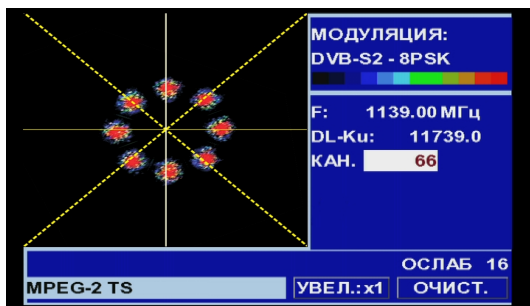 МОДУЛЯЦИЯ:
DVB-S2 - 8PSK
F: 1139.00 МГц
DL-Ku: 11739.0
КАН. 66
ОСЛАБ 16
MPEG-2 TS УВЕЛ.:x1 ОЧИСТ.